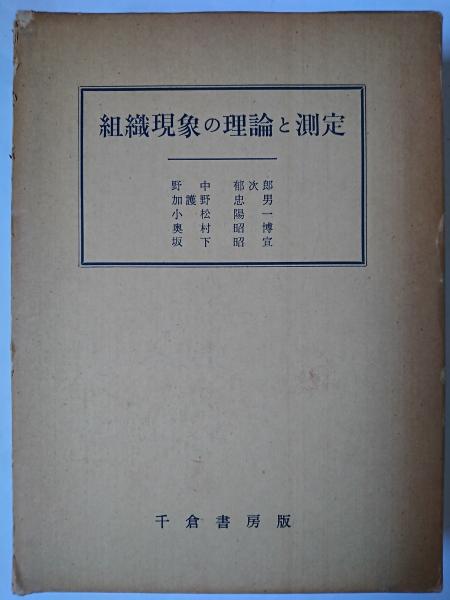 組織現象の理論と測定
野中郁次郎
加護野忠男
小松陽一
奥村昭博
坂下昭宣
千倉書房版